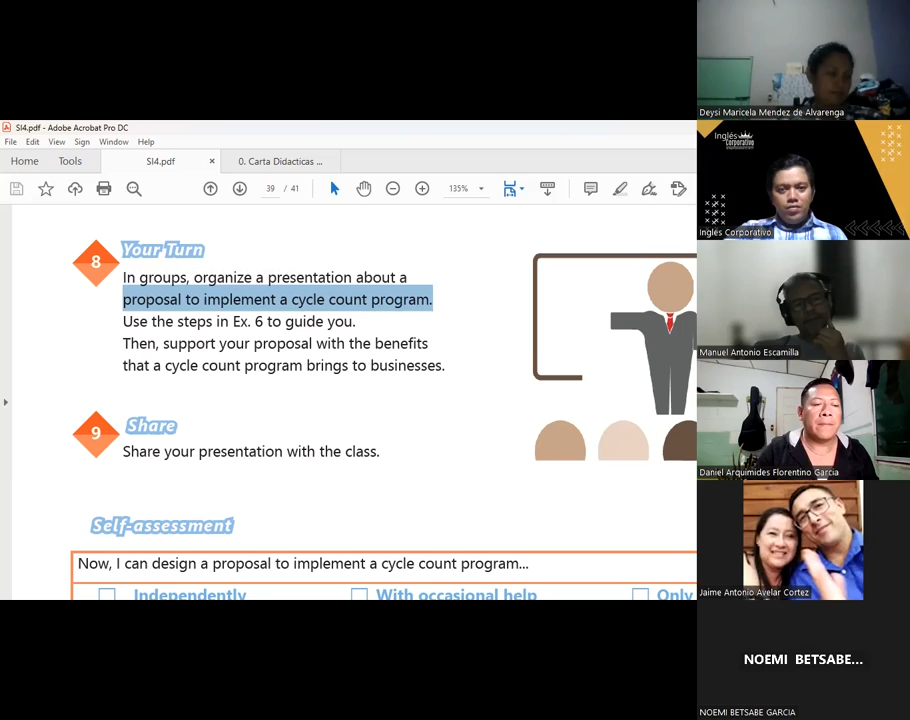 SI4.pdf - Adobe Acrobat Pro DC
File Edit View Sign Window Help
Home Tools SI4.pdf × 0. Carta Didacticas ...
39 / 41 135%
8 Your Turn
In groups, organize a presentation about a
proposal to implement a cycle count program.
Use the steps in Ex. 6 to guide you.
Then, support your proposal with the benefits
that a cycle count program brings to businesses.
9 Share
Share your presentation with the class.
Self-assessment
Now, I can design a proposal to implement a cycle count program...
Independently With occasional help Only
Deysi Maricela Mendez de Alvarenga
Inglés
Corporativo
Inglés Corporativo
Manuel Antonio Escamilla
Daniel Arquimides Florentino Garcia
Jaime Antonio Avelar Cortez
NOEMI BETSABE...
NOEMI BETSABE GARCIA